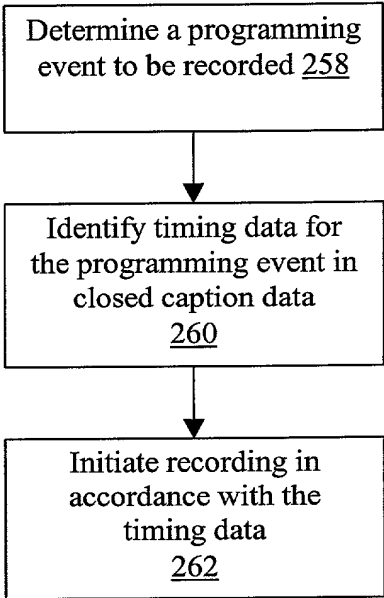 Determine a programming
event to be recorded 258
Identify timing data for
the programming event in
closed caption data
260
Initiate recording in
accordance with the
timing data
262